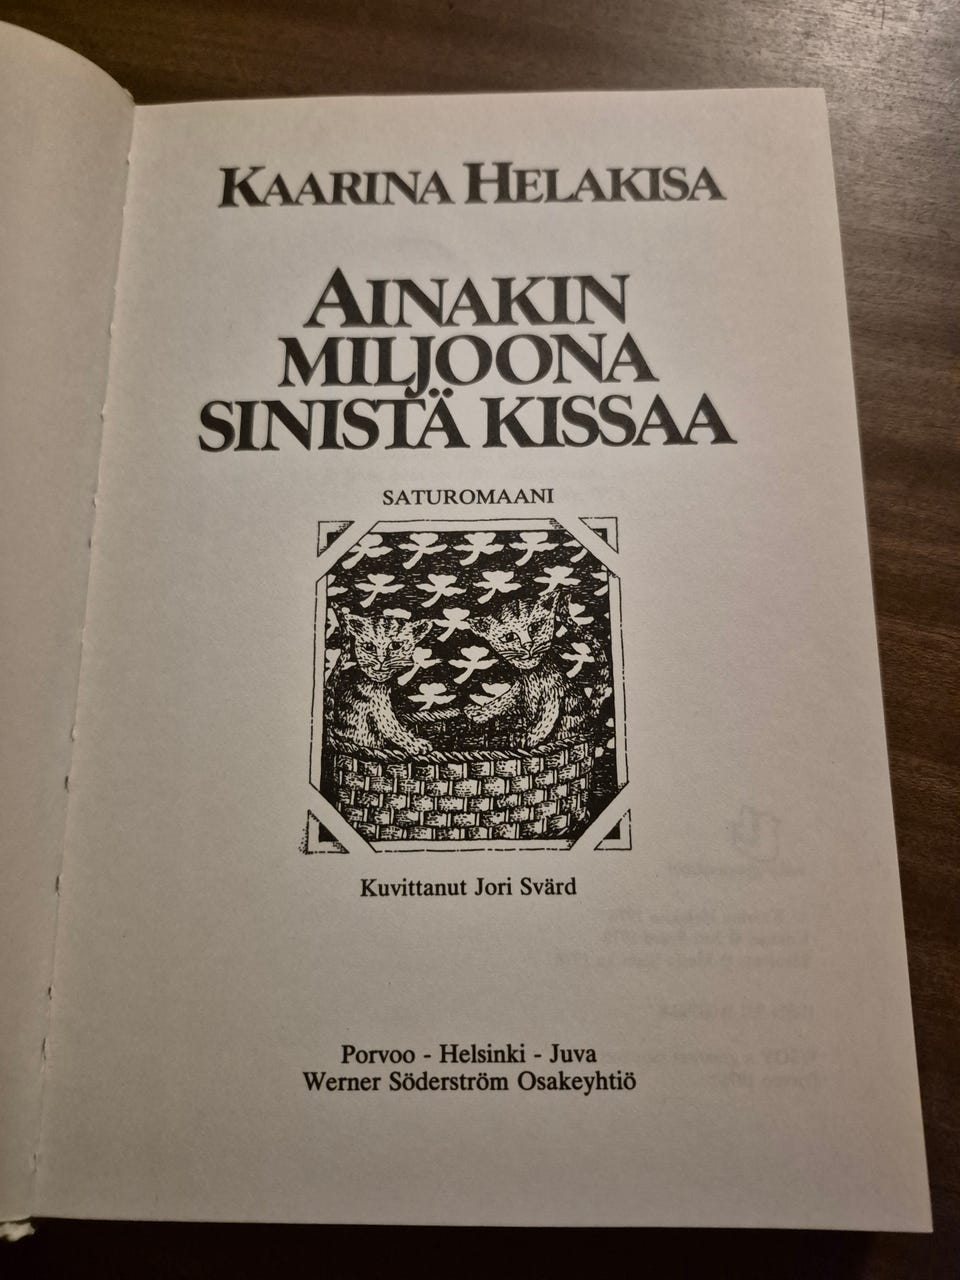 KAARINA HELAKISA
AINAKIN
MILJOONA
SINISTÄ KISSAA
SATUROMAANI
Kuvittanut Jori Svärd
Porvoo - Helsinki - Juva
Werner Söderström Osakeyhtiö